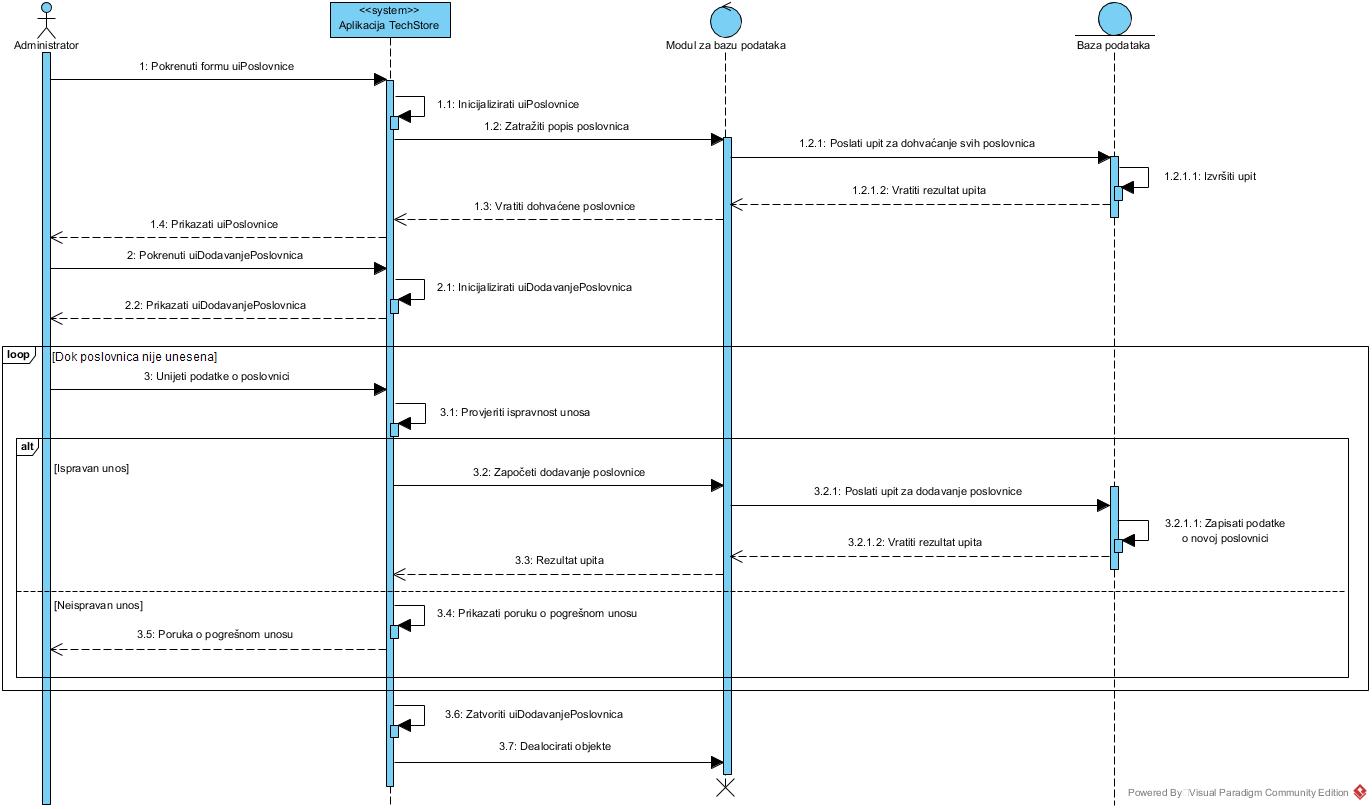 <<system>>
Aplikacija TechStore
Administrator
Modul za bazu podataka
Baza podataka
1: Pokrenuti formu uiPoslovnice
1.1: Inicijalizirati uiPoslovnice
1.2: Zatražiti popis poslovnica
1.2.1: Poslati upit za dohvaćanje svih poslovnica
1.2.1.1: Izvršiti upit
1.2.1.2: Vratiti rezultat upita
1.3: Vratiti dohvaćene poslovnice
1.4: Prikazati uiPoslovnice
2: Pokrenuti uiDodavanjePoslovnica
2.1: Inicijalizirati uiDodavanjePoslovnica
2.2: Prikazati uiDodavanjePoslovnica
loop
[Dok poslovnica nije unesena]
3: Unijeti podatke o poslovnici
3.1: Provjeriti ispravnost unosa
alt
[Ispravan unos]
3.2: Započeti dodavanje poslovnice
3.2.1: Poslati upit za dodavanje poslovnice
3.2.1.1: Zapisati podatke
o novoj poslovnici
3.2.1.2: Vratiti rezultat upita
3.3: Rezultat upita
[Neispravan unos]
3.4: Prikazati poruku o pogrešnom unosu
3.5: Poruka o pogrešnom unosu
3.6: Zatvoriti uiDodavanjePoslovnica
3.7: Dealocirati objekte
Powered By Visual Paradigm Community Edition